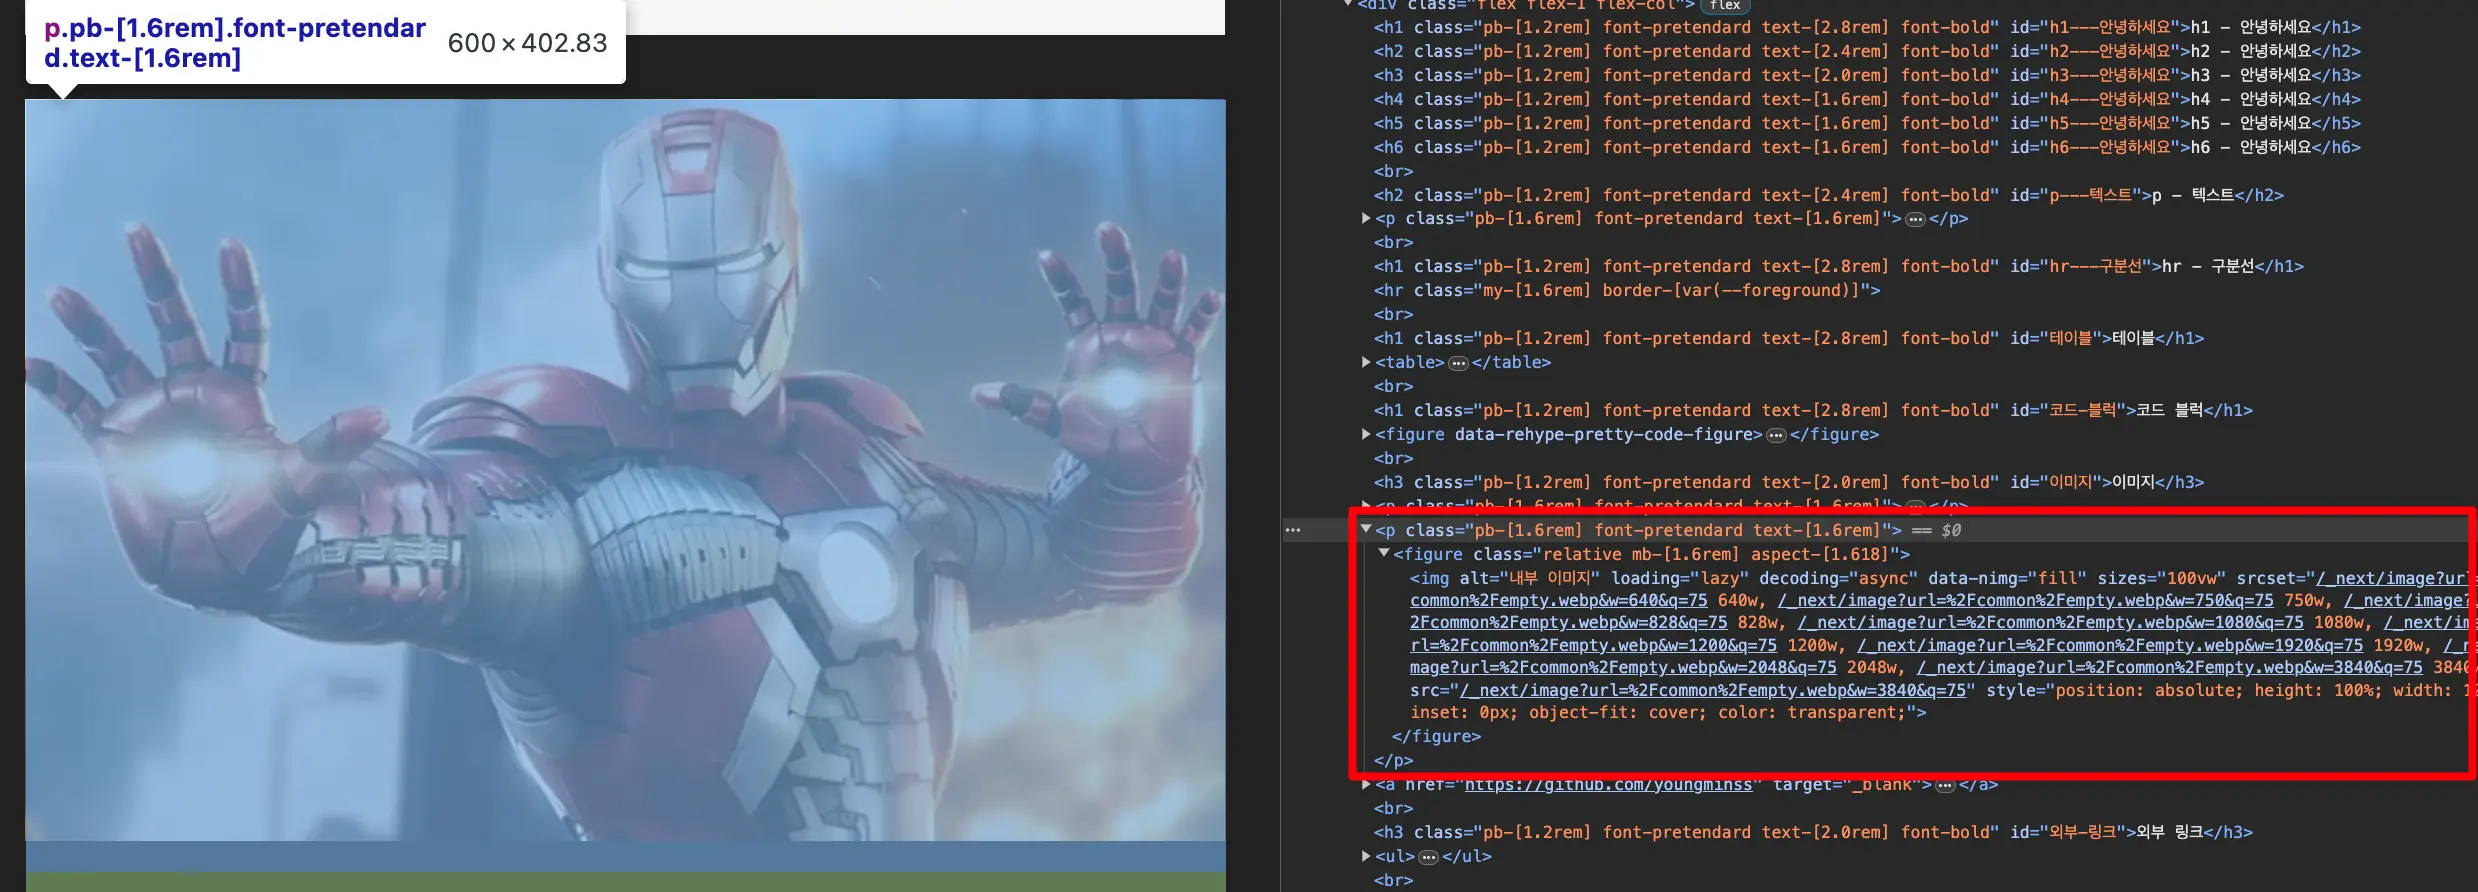 p.pb-[1.6rem].font-pretendar
d.text-[1.6rem]
600 × 402.83
<div class="flex flex-1 flex-col"> flex
<h1 class="pb-[1.2rem] font-pretendard text-[2.8rem] font-bold" id="h1---안녕하세요">h1 - 안녕하세요</h1>
<h2 class="pb-[1.2rem] font-pretendard text-[2.4rem] font-bold" id="h2---안녕하세요">h2 - 안녕하세요</h2>
<h3 class="pb-[1.2rem] font-pretendard text-[2.0rem] font-bold" id="h3---안녕하세요">h3 - 안녕하세요</h3>
<h4 class="pb-[1.2rem] font-pretendard text-[1.6rem] font-bold" id="h4---안녕하세요">h4 - 안녕하세요</h4>
<h5 class="pb-[1.2rem] font-pretendard text-[1.6rem] font-bold" id="h5---안녕하세요">h5 - 안녕하세요</h5>
<h6 class="pb-[1.2rem] font-pretendard text-[1.6rem] font-bold" id="h6---안녕하세요">h6 - 안녕하세요</h6>
<br>
<h2 class="pb-[1.2rem] font-pretendard text-[2.4rem] font-bold" id="p---텍스트">p - 텍스트</h2>
<p class="pb-[1.6rem] font-pretendard text-[1.6rem]">…</p>
<br>
<h1 class="pb-[1.2rem] font-pretendard text-[2.8rem] font-bold" id="hr---구분선">hr - 구분선</h1>
<hr class="my-[1.6rem] border-[var(--foreground)]">
<br>
<h1 class="pb-[1.2rem] font-pretendard text-[2.8rem] font-bold" id="테이블">테이블</h1>
<table>…</table>
<br>
<h1 class="pb-[1.2rem] font-pretendard text-[2.8rem] font-bold" id="코드-블럭">코드 블럭</h1>
<figure data-rehype-pretty-code-figure>…</figure>
<br>
<h3 class="pb-[1.2rem] font-pretendard text-[2.0rem] font-bold" id="이미지">이미지</h3>
<p class="pb-[1.6rem] font-pretendard text-[1.6rem]">…</p>
<p class="pb-[1.6rem] font-pretendard text-[1.6rem]"> == $0
<figure class="relative mb-[1.6rem] aspect-[1.618]">
<img alt="내부 이미지" loading="lazy" decoding="async" data-nimg="fill" sizes="100vw" srcset="/_next/image?url
common%2Fempty.webp&w=640&q=75 640w, /_next/image?url=%2Fcommon%2Fempty.webp&w=750&q=75 750w, /_next/image?
2Fcommon%2Fempty.webp&w=828&q=75 828w, /_next/image?url=%2Fcommon%2Fempty.webp&w=1080&q=75 1080w, /_next/im
rl=%2Fcommon%2Fempty.webp&w=1200&q=75 1200w, /_next/image?url=%2Fcommon%2Fempty.webp&w=1920&q=75 1920w, /_n
mage?url=%2Fcommon%2Fempty.webp&w=2048&q=75 2048w, /_next/image?url=%2Fcommon%2Fempty.webp&w=3840&q=75 3840
src="/_next/image?url=%2Fcommon%2Fempty.webp&w=3840&q=75" style="position: absolute; height: 100%; width: 1
inset: 0px; object-fit: cover; color: transparent;">
</figure>
</p>
<a href="https://github.com/youngminss" target="_blank">…</a>
<br>
<h3 class="pb-[1.2rem] font-pretendard text-[2.0rem] font-bold" id="외부-링크">외부 링크</h3>
<ul>…</ul>
<br>